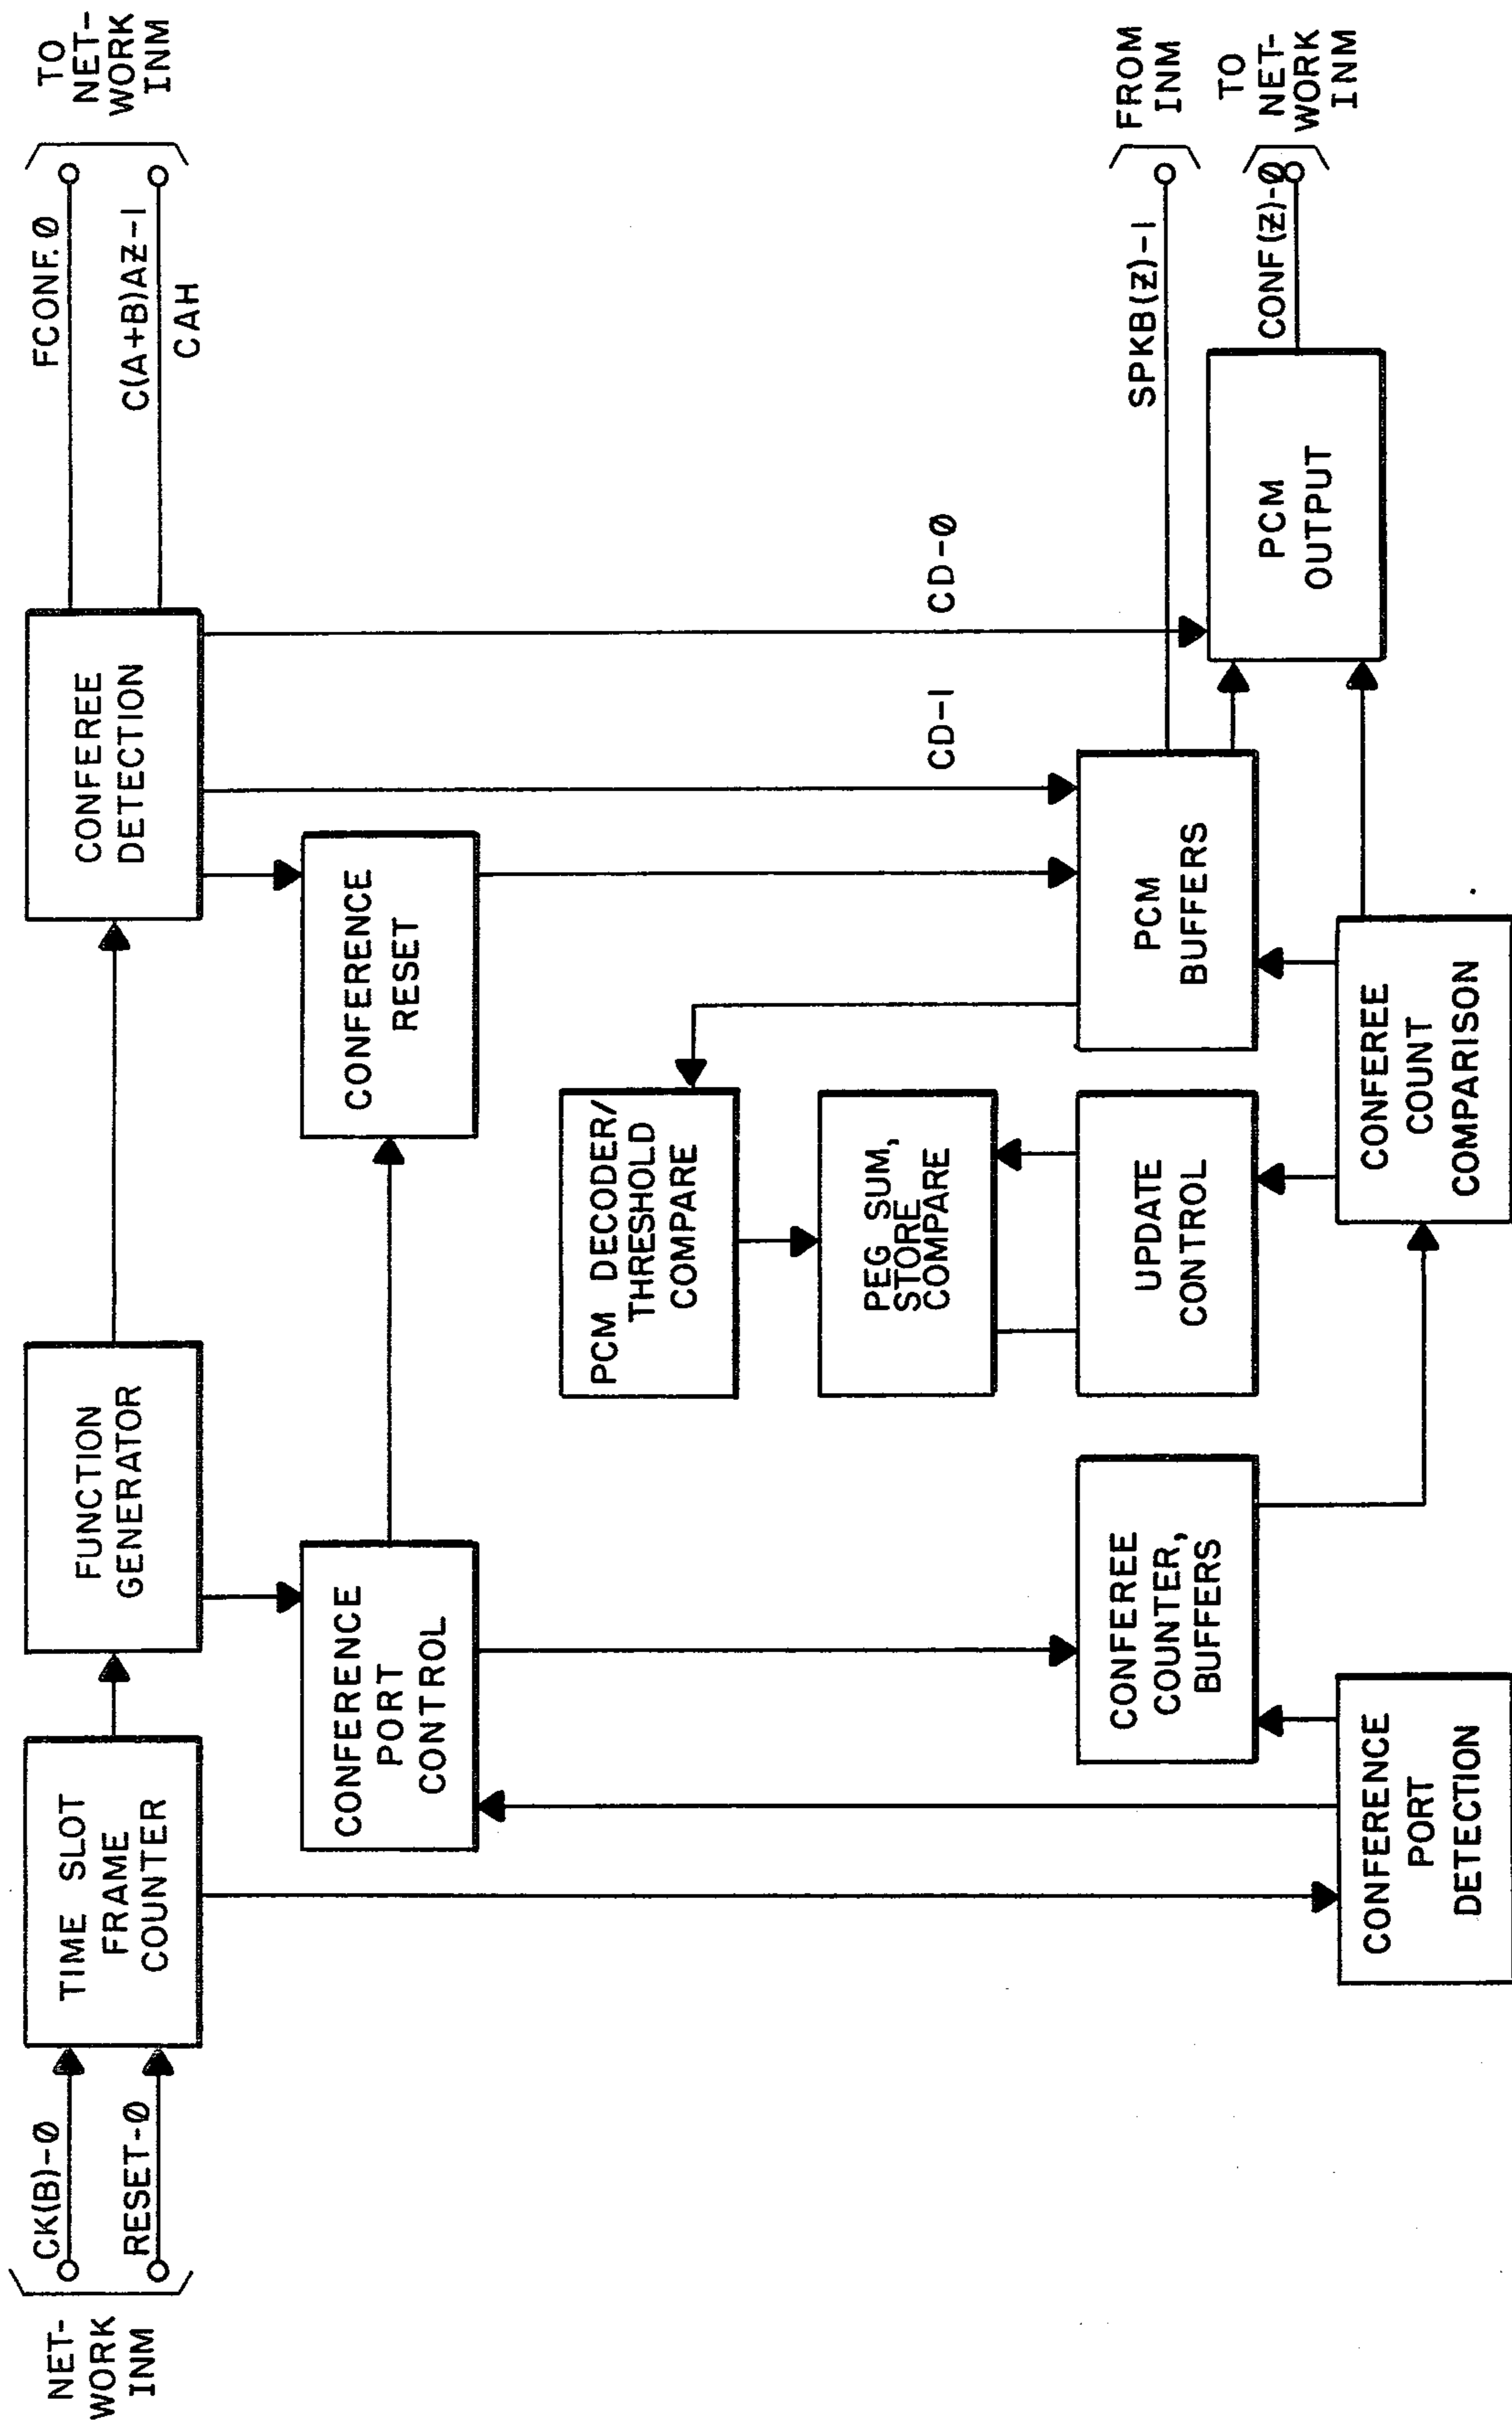 NET-
WORK
INM
CK(B)-Ø
RESET-Ø
TIME SLOT
FRAME
COUNTER
FUNCTION
GENERATOR
CONFEREE
DETECTION
FCONF.Ø
C(A+B)AZ-1
CAH
TO
NET-
WORK
INM
CONFERENCE
PORT
CONTROL
CONFERENCE
RESET
CD-1
CD-Ø
PCM DECODER/
THRESHOLD
COMPARE
PEG SUM,
STORE
COMPARE
CONFEREE
COUNTER,
BUFFERS
UPDATE
CONTROL
PCM
BUFFERS
SPKB(Z)-1
FROM
INM
PCM
OUTPUT
CONF(Z)-Ø
TO
NET-
WORK
INM
CONFERENCE
PORT
DETECTION
CONFEREE
COUNT
COMPARISON